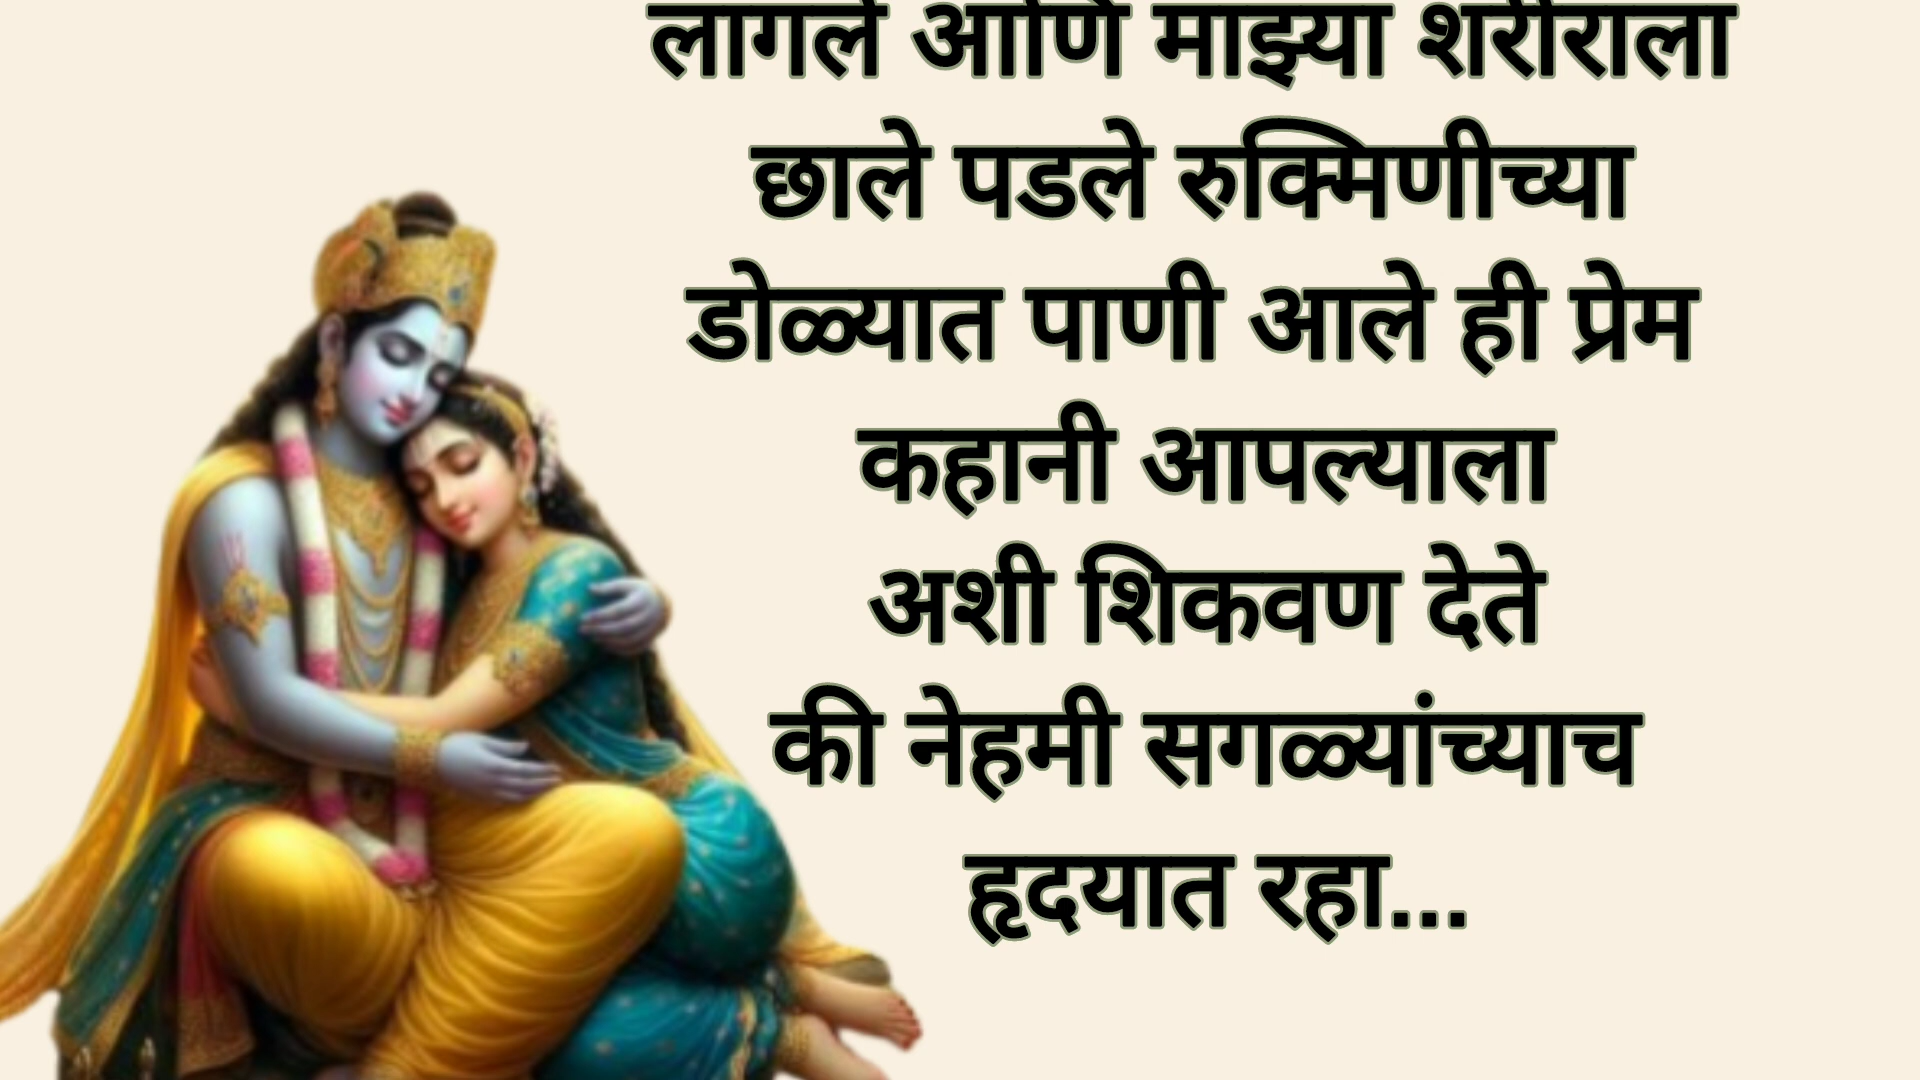 लागले आणि माझ्या शरीराला
छाले पडले रुक्मिणीच्या
डोळ्यात पाणी आले ही प्रेम
कहानी आपल्याला
अशी शिकवण देते
की नेहमी सगळ्यांच्याच
हृदयात रहा...